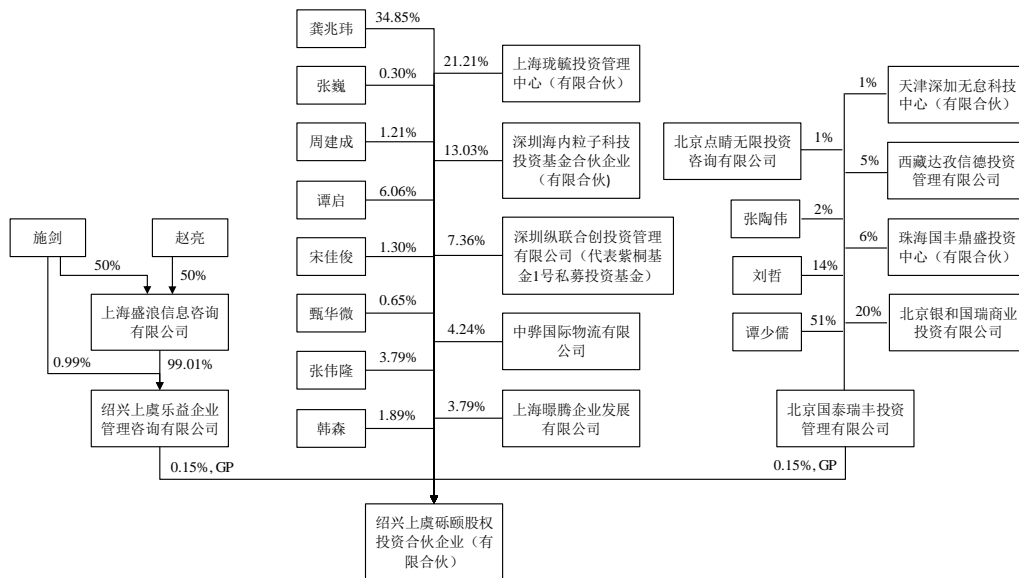 龚兆玮
34.85%
张巍
0.30%
周建成
1.21%
谭启
6.06%
宋佳俊
1.30%
甄华微
0.65%
张伟隆
3.79%
韩森
1.89%
21.21%
上海珑毓投资管理
中心（有限合伙）
13.03%
深圳海内粒子科技
投资基金合伙企业
（有限合伙)
7.36%
深圳纵联合创投资管理
有限公司（代表紫桐基
金1号私募投资基金）
4.24%
中骅国际物流有限公
司
3.79%
上海暻腾企业发展
有限公司
施剑
赵亮
50%
50%
上海盛浪信息咨询
有限公司
0.99%
99.01%
绍兴上虞乐益企业
管理咨询有限公司
0.15%, GP
1%
天津深加无怠科技
中心（有限合伙）
北京点睛无限投资
咨询有限公司
1%
5%
西藏达孜信德投资
管理有限公司
张陶伟
2%
6%
珠海国丰鼎盛投资
中心（有限合伙）
刘哲
14%
谭少儒
51%
20%
北京银和国瑞商业
投资有限公司
北京国泰瑞丰投资
管理有限公司
0.15%, GP
绍兴上虞砾颐股权
投资合伙企业（有
限合伙）